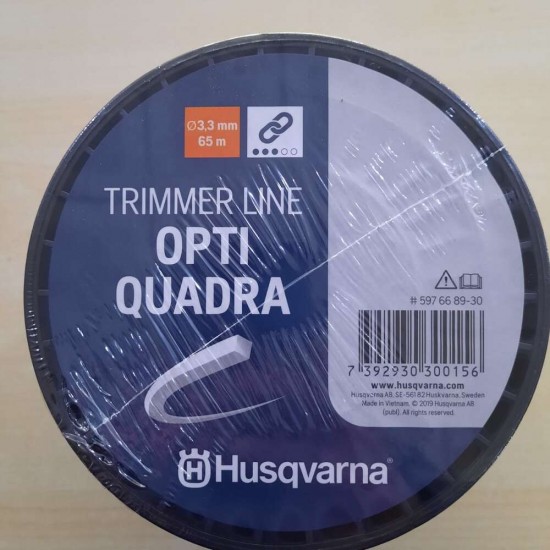 Ø3,3 mm
65 m
TRIMMER LINE
OPTI
QUADRA
# 597 66 89-30
7 392930 300156
www.husqvarna.com
Husqvarna AB, SE-561 82 Huskvarna, Sweden
Made in Vietnam. © 2019 Husqvarna AB
(publ). All rights reserved.
H Husqvarna®